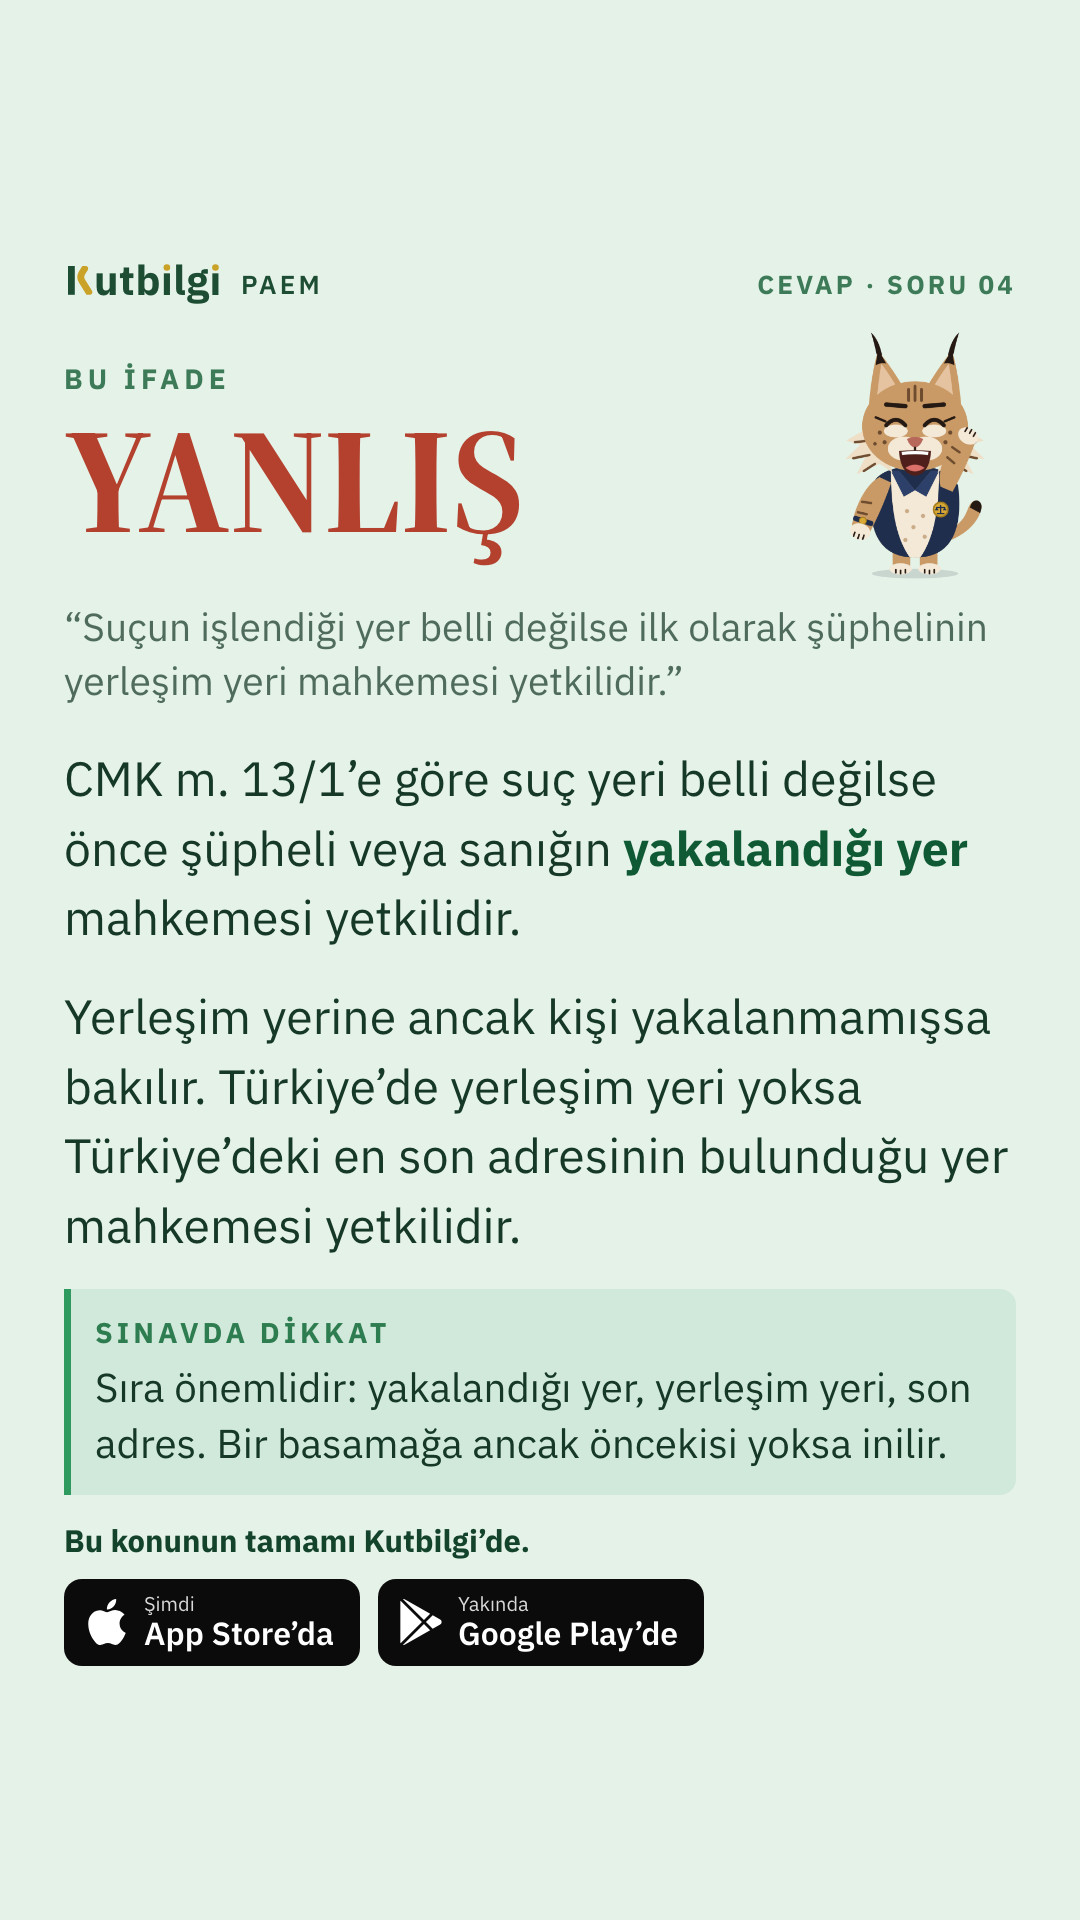 Kutbilgi PAEM
CEVAP · SORU 04
BU İFADE
YANLIŞ
“Suçun işlendiği yer belli değilse ilk olarak şüphelinin
yerleşim yeri mahkemesi yetkilidir.”
CMK m. 13/1’e göre suç yeri belli değilse
önce şüpheli veya sanığın yakalandığı yer
mahkemesi yetkilidir.
Yerleşim yerine ancak kişi yakalanmamışsa
bakılır. Türkiye’de yerleşim yeri yoksa
Türkiye’deki en son adresinin bulunduğu yer
mahkemesi yetkilidir.
SINAVDA DİKKAT
Sıra önemlidir: yakalandığı yer, yerleşim yeri, son
adres. Bir basamağa ancak öncekisi yoksa inilir.
Bu konunun tamamı Kutbilgi’de.
Şimdi
App Store’da
Yakında
Google Play’de